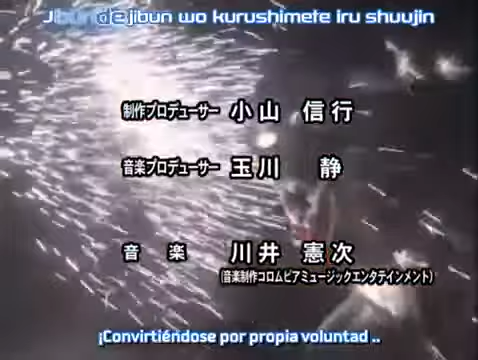 Jibun de jibun wo kurushimete iru shuujin
制作プロデューサー 小山 信行
音楽プロデューサー 玉川 静
音 楽 川井 憲次
(音楽制作コロムビアミュージックエンタテインメント)
¡Convirtiéndose por propia voluntad ..